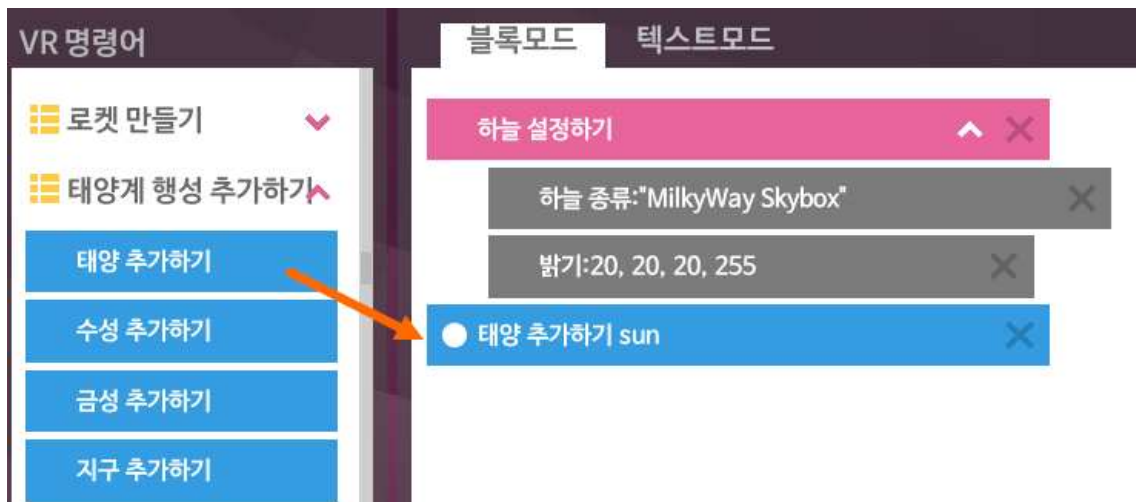 VR 명령어
로켓 만들기
태양계 행성 추가하기
태양 추가하기
수성 추가하기
금성 추가하기
지구 추가하기
블록모드 텍스트모드
하늘 설정하기
하늘 종류:"MilkyWay Skybox"
밝기:20, 20, 20, 255
태양 추가하기 sun